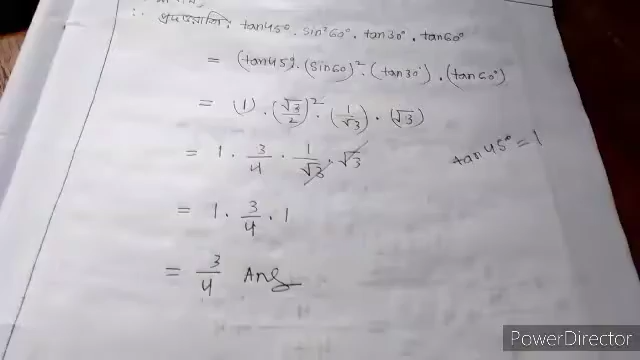 ∴ প্রদত্তরাশি, tan45°. sin²60°. tan30°. tan60°
= (tan45°).(sin60)².(tan30°).(tan60°)
= (1).(√3/2)².(1/√3).(√3)
= 1 . 3/4 . 1/√3 . √3
tan45° = 1
= 1 . 3/4 . 1
= 3/4 Ans
PowerDirector